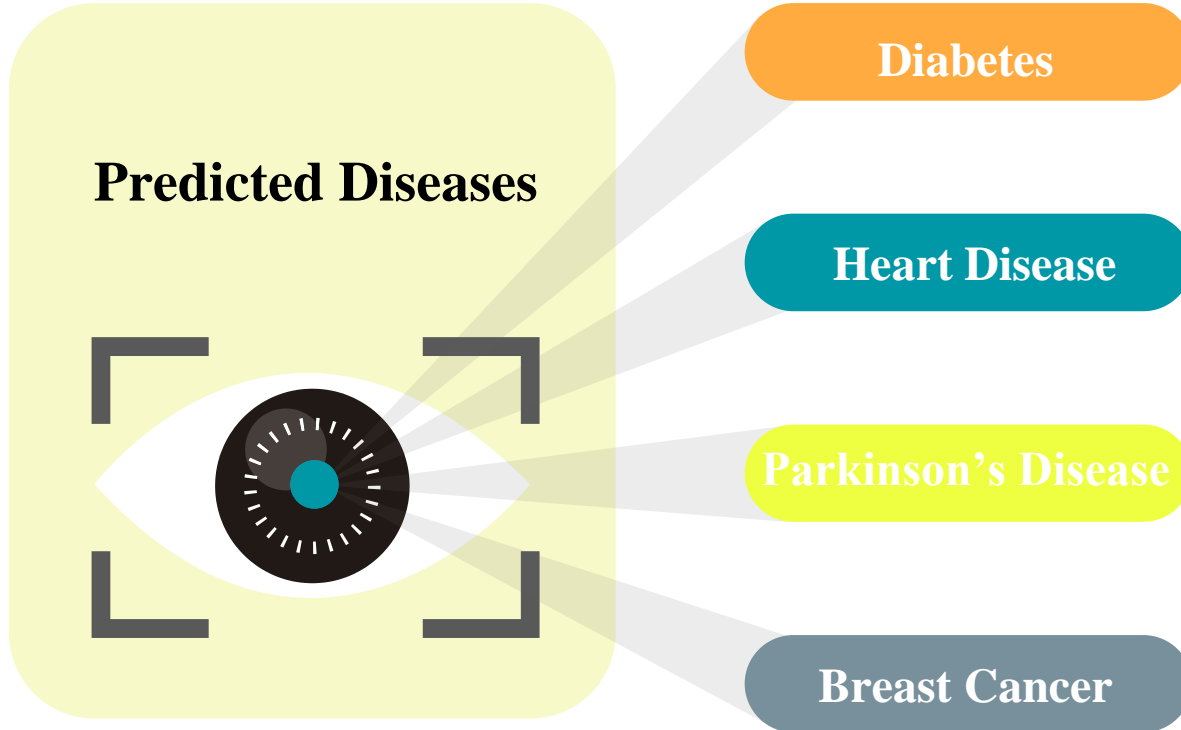 Predicted Diseases
Diabetes
Heart Disease
Parkinson’s Disease
Breast Cancer